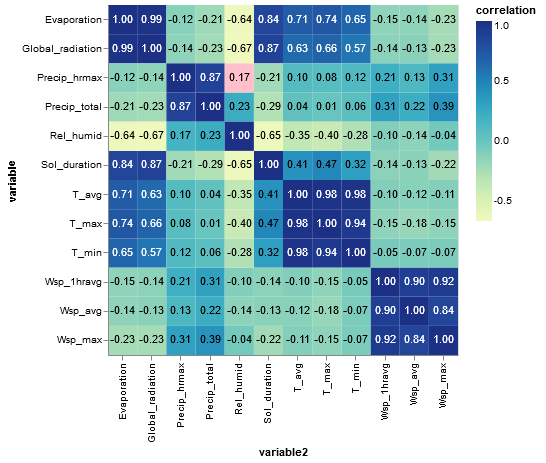 correlation
Evaporation 1.00 0.99 -0.12 -0.21 -0.64 0.84 0.71 0.74 0.65 -0.15 -0.14 -0.23
Global_radiation 0.99 1.00 -0.14 -0.23 -0.67 0.87 0.63 0.66 0.57 -0.14 -0.13 -0.23
Precip_hrmax -0.12 -0.14 1.00 0.87 0.17 -0.21 0.10 0.08 0.12 0.21 0.13 0.31
Precip_total -0.21 -0.23 0.87 1.00 0.23 -0.29 0.04 0.01 0.06 0.31 0.22 0.39
Rel_humid -0.64 -0.67 0.17 0.23 1.00 -0.65 -0.35 -0.40 -0.28 -0.10 -0.14 -0.04
Sol_duration 0.84 0.87 -0.21 -0.29 -0.65 1.00 0.41 0.47 0.32 -0.14 -0.13 -0.22
T_avg 0.71 0.63 0.10 0.04 -0.35 0.41 1.00 0.98 0.98 -0.10 -0.12 -0.11
T_max 0.74 0.66 0.08 0.01 -0.40 0.47 0.98 1.00 0.94 -0.15 -0.18 -0.15
T_min 0.65 0.57 0.12 0.06 -0.28 0.32 0.98 0.94 1.00 -0.05 -0.07 -0.07
Wsp_1hravg -0.15 -0.14 0.21 0.31 -0.10 -0.14 -0.10 -0.15 -0.05 1.00 0.90 0.92
Wsp_avg -0.14 -0.13 0.13 0.22 -0.14 -0.13 -0.12 -0.18 -0.07 0.90 1.00 0.84
Wsp_max -0.23 -0.23 0.31 0.39 -0.04 -0.22 -0.11 -0.15 -0.07 0.92 0.84 1.00
variable
Evaporation
Global_radiation
Precip_hrmax
Precip_total
Rel_humid
Sol_duration
T_avg
T_max
T_min
Wsp_1hravg
Wsp_avg
Wsp_max
variable2
1.0
0.5
0.0
-0.5